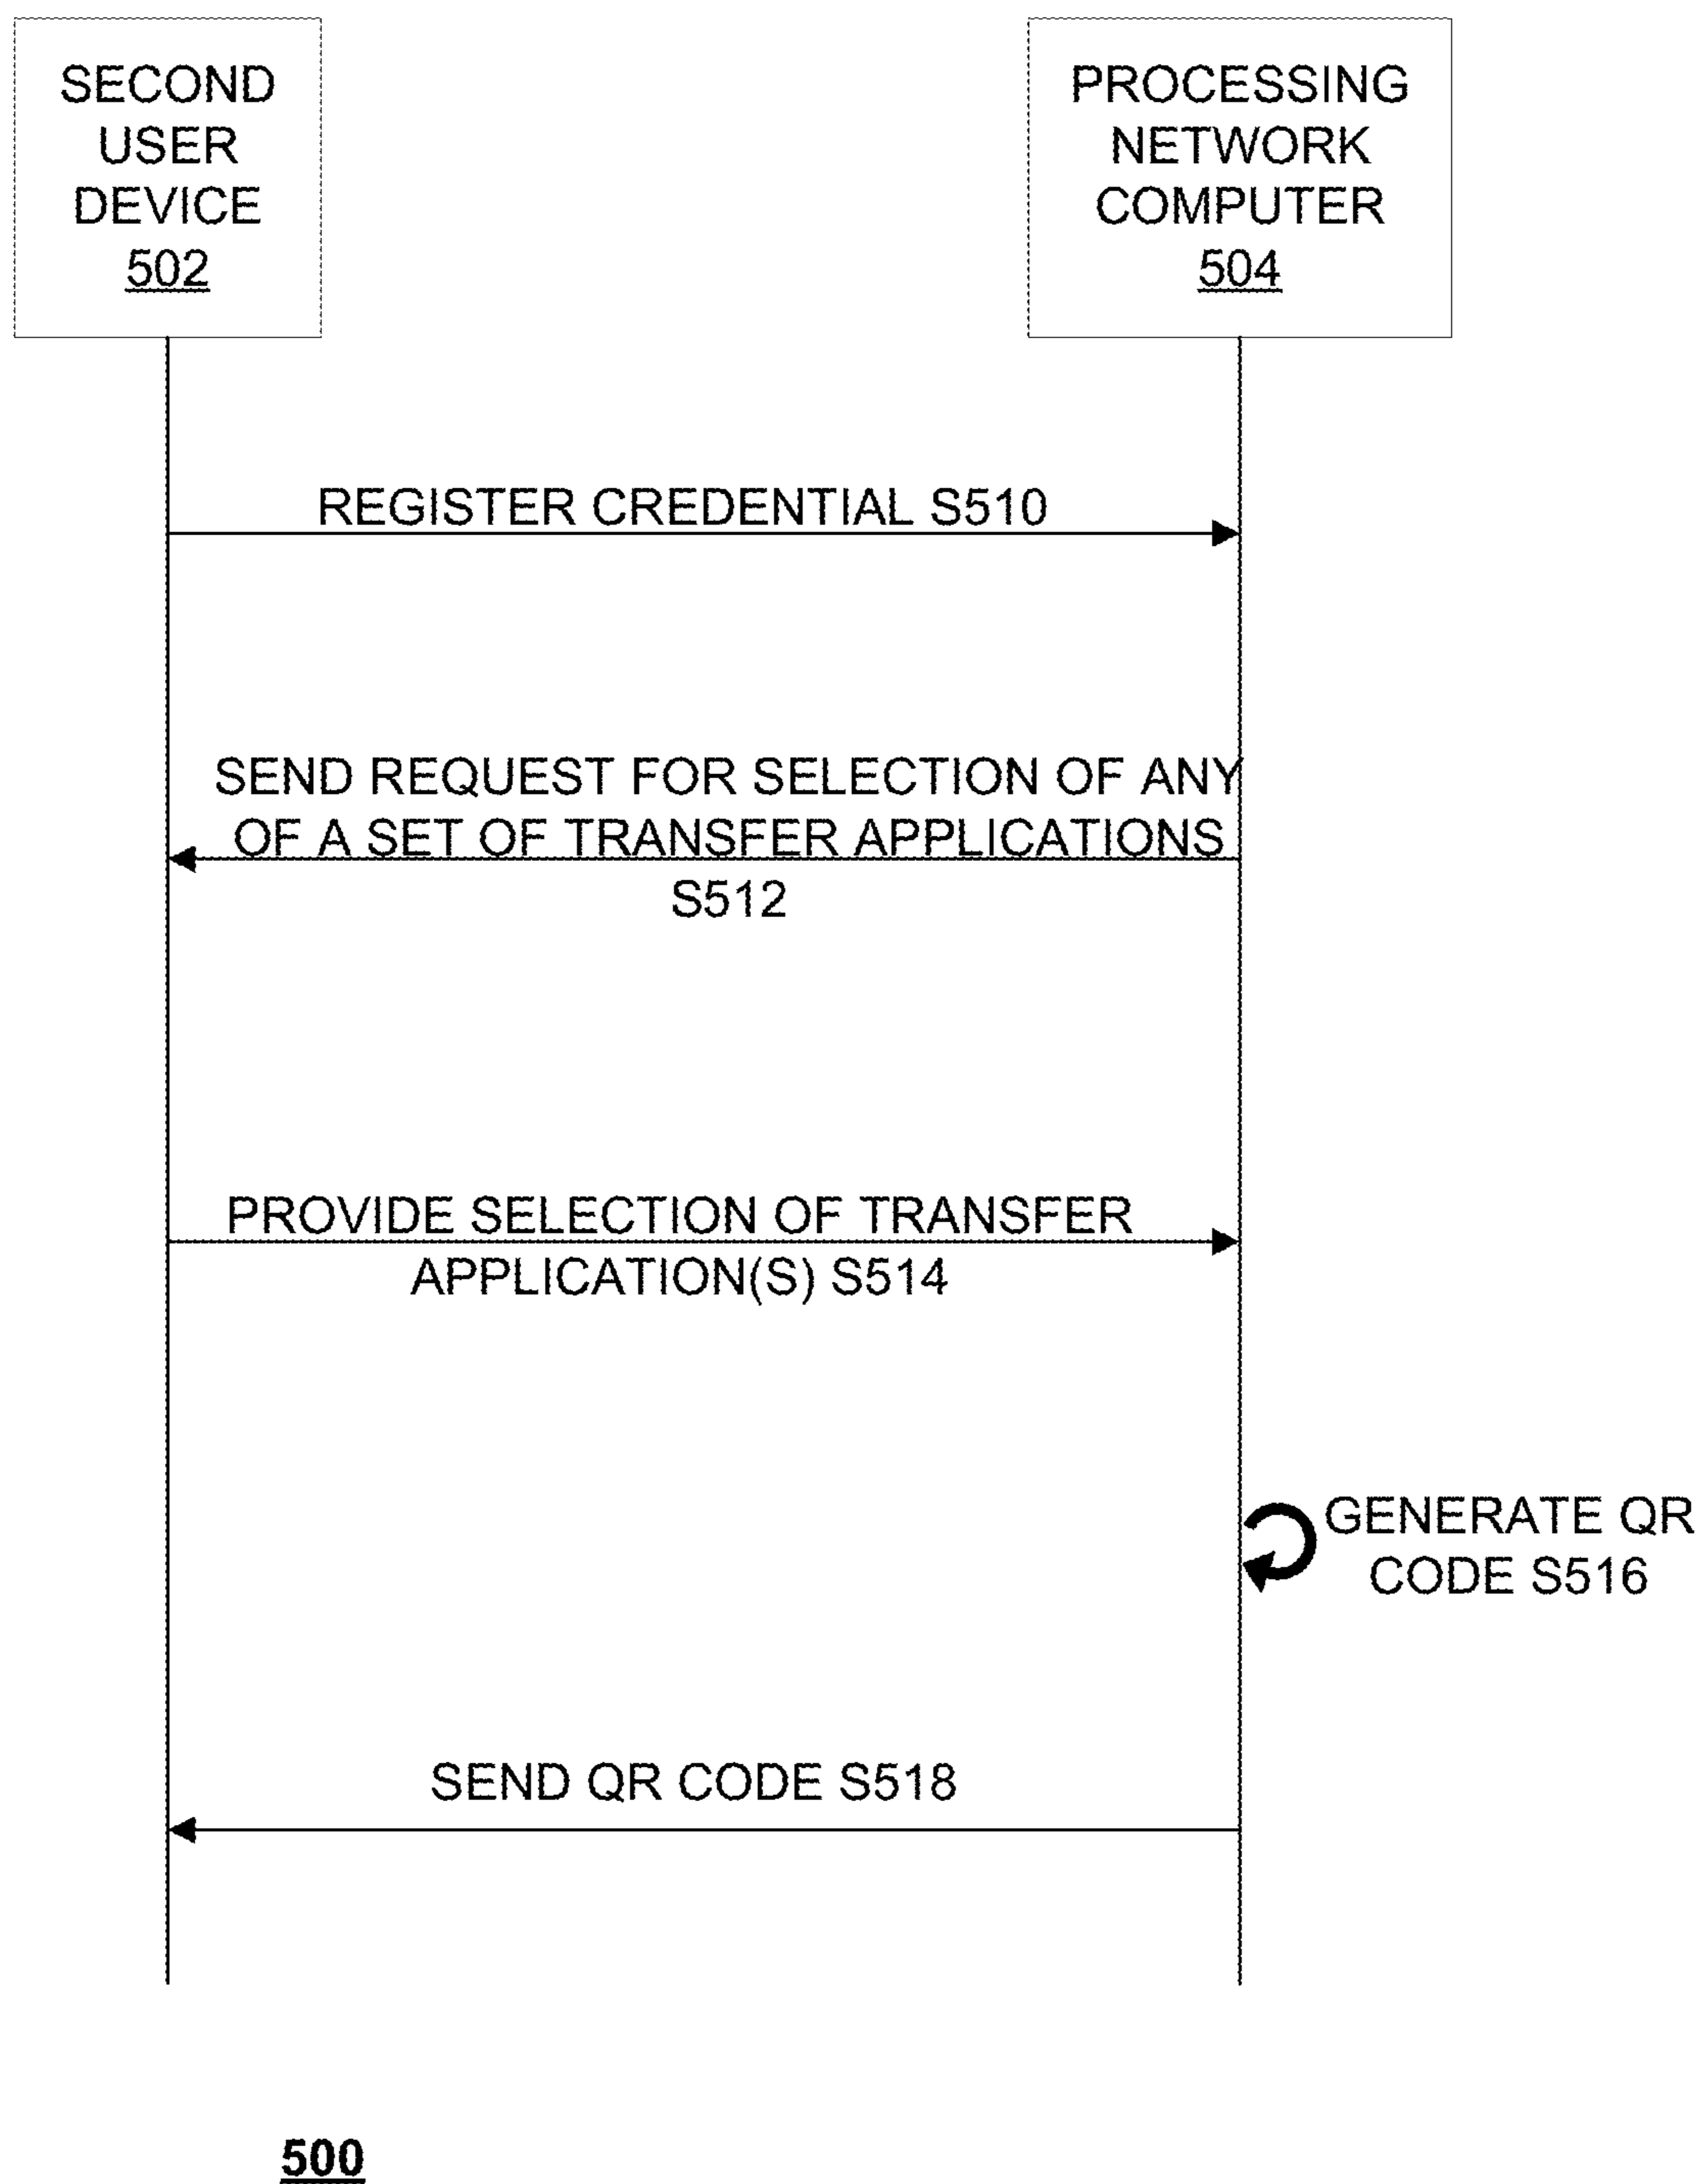 SECOND
USER
DEVICE
502
PROCESSING
NETWORK
COMPUTER
504
REGISTER CREDENTIAL S510
SEND REQUEST FOR SELECTION OF ANY
OF A SET OF TRANSFER APPLICATIONS
S512
PROVIDE SELECTION OF TRANSFER
APPLICATION(S) S514
GENERATE QR
CODE S516
SEND QR CODE S518
500